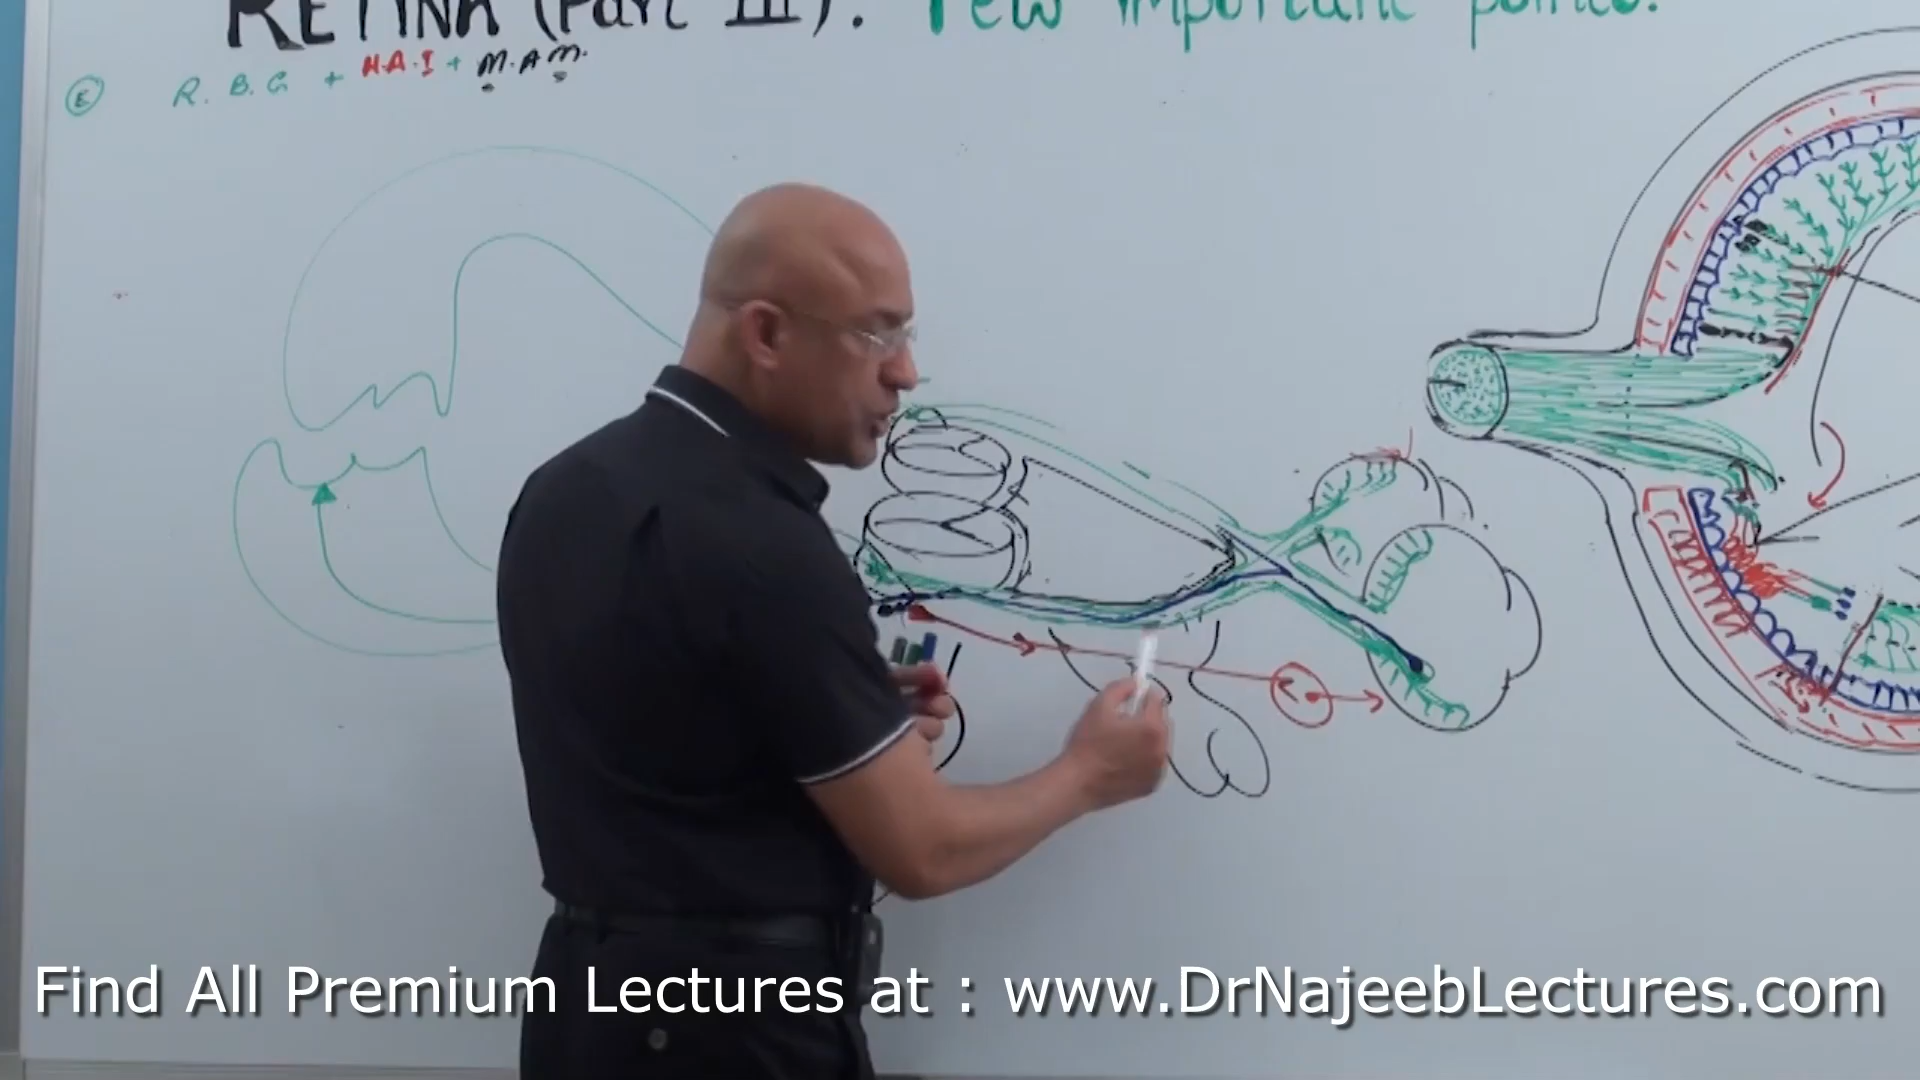 RETINA (Part III). Few important points.
E R. B. G + H.A.I + M.A.M.
Find All Premium Lectures at : www.DrNajeebLectures.com